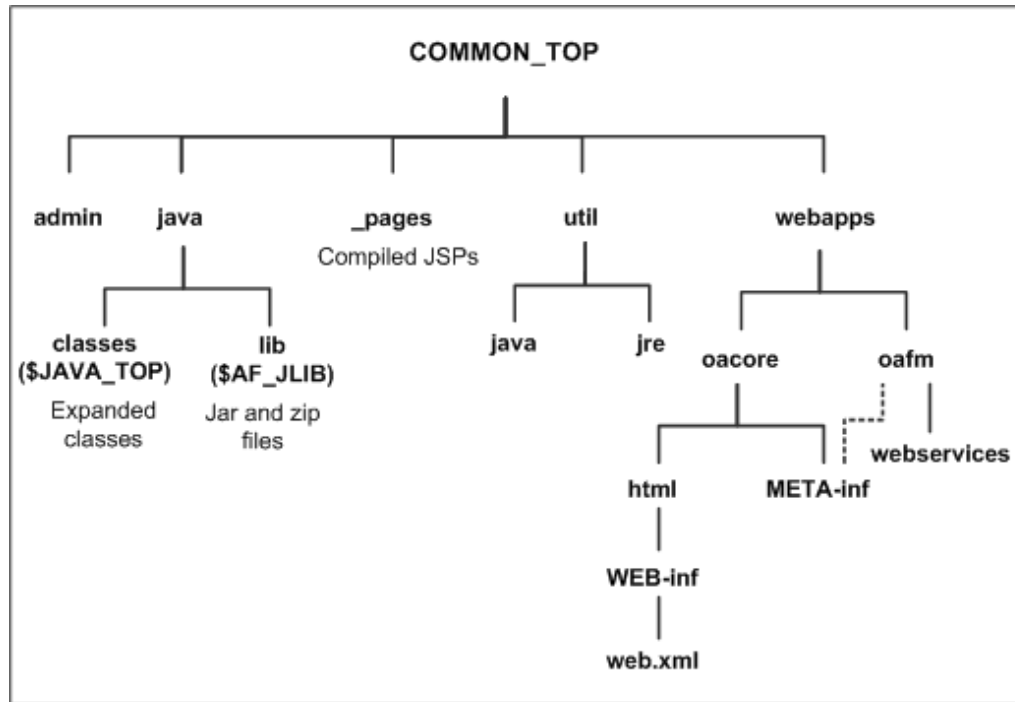 COMMON_TOP
admin
java
_pages
util
webapps
Compiled JSPs
classes
($JAVA_TOP)
lib
($AF_JLIB)
java
jre
oacore
oafm
Expanded
classes
Jar and zip
files
webservices
html
META-inf
WEB-inf
web.xml